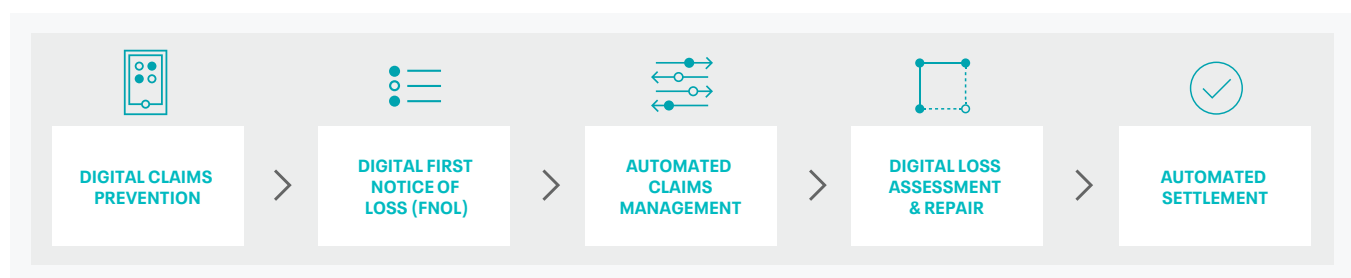 DIGITAL CLAIMS
PREVENTION
DIGITAL FIRST
NOTICE OF
LOSS (FNOL)
AUTOMATED
CLAIMS
MANAGEMENT
DIGITAL LOSS
ASSESSMENT
& REPAIR
AUTOMATED
SETTLEMENT